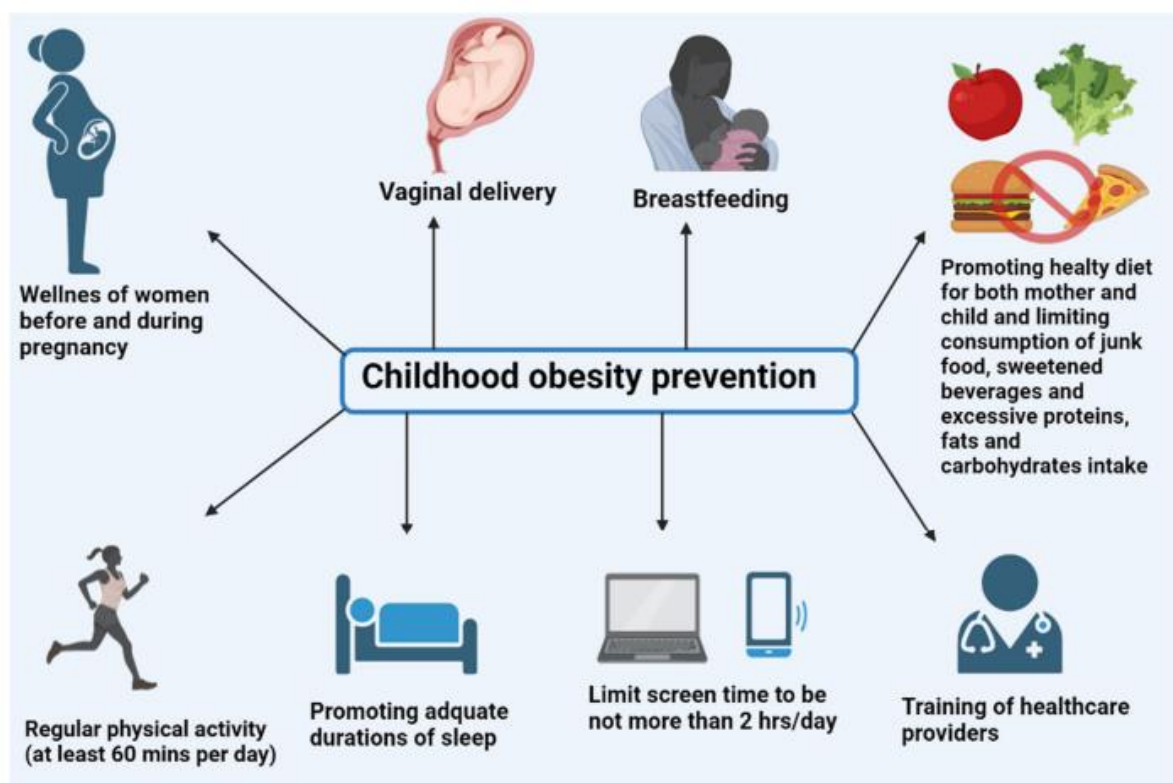 Vaginal delivery
Breastfeeding
Wellnes of women
before and during
pregnancy
Promoting healty diet
for both mother and
child and limiting
consumption of junk
food, sweetened
beverages and
excessive proteins,
fats and
carbohydrates intake
Childhood obesity prevention
Regular physical activity
(at least 60 mins per day)
Promoting adquate
durations of sleep
Limit screen time to be
not more than 2 hrs/day
Training of healthcare
providers